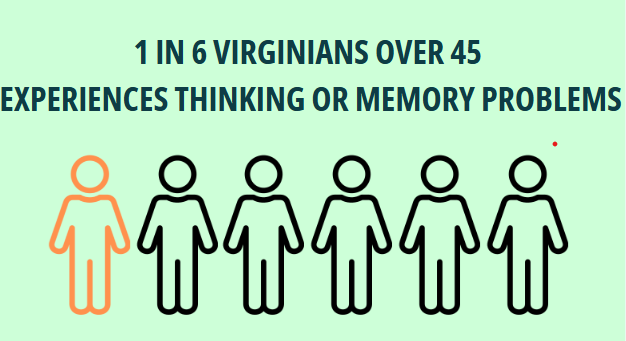 1 IN 6 VIRGINIANS OVER 45
EXPERIENCES THINKING OR MEMORY PROBLEMS